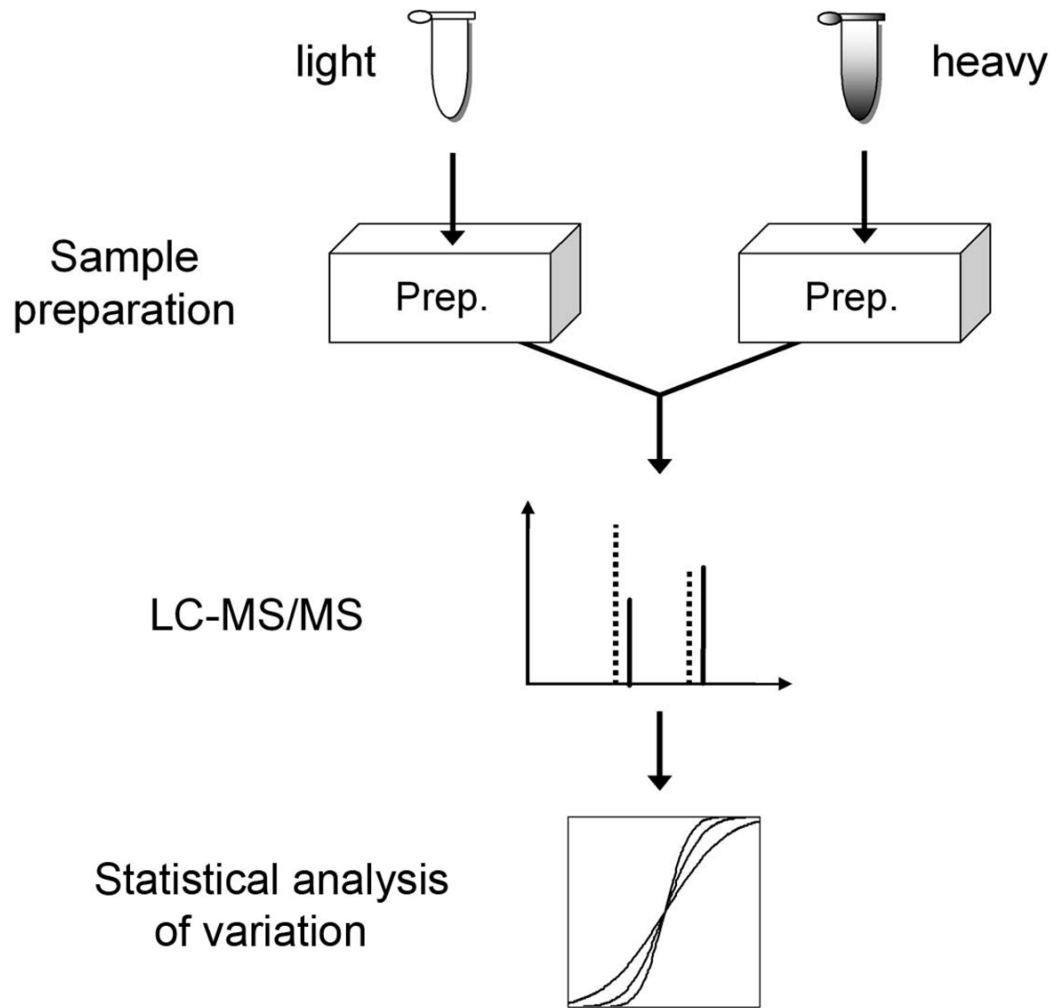 light
heavy
Sample
preparation
Prep.
Prep.
LC-MS/MS
Statistical analysis
of variation